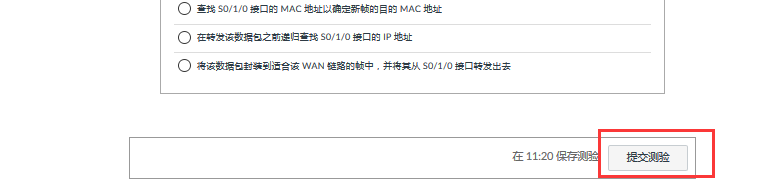 查找 S0/1/0 接口的 MAC 地址以确定新帧的目的 MAC 地址
在转发该数据包之前递归查找 S0/1/0 接口的 IP 地址
将该数据包封装到适合该 WAN 链路的帧中，并将其从 S0/1/0 接口转发出去
在 11:20 保存测验
提交测验